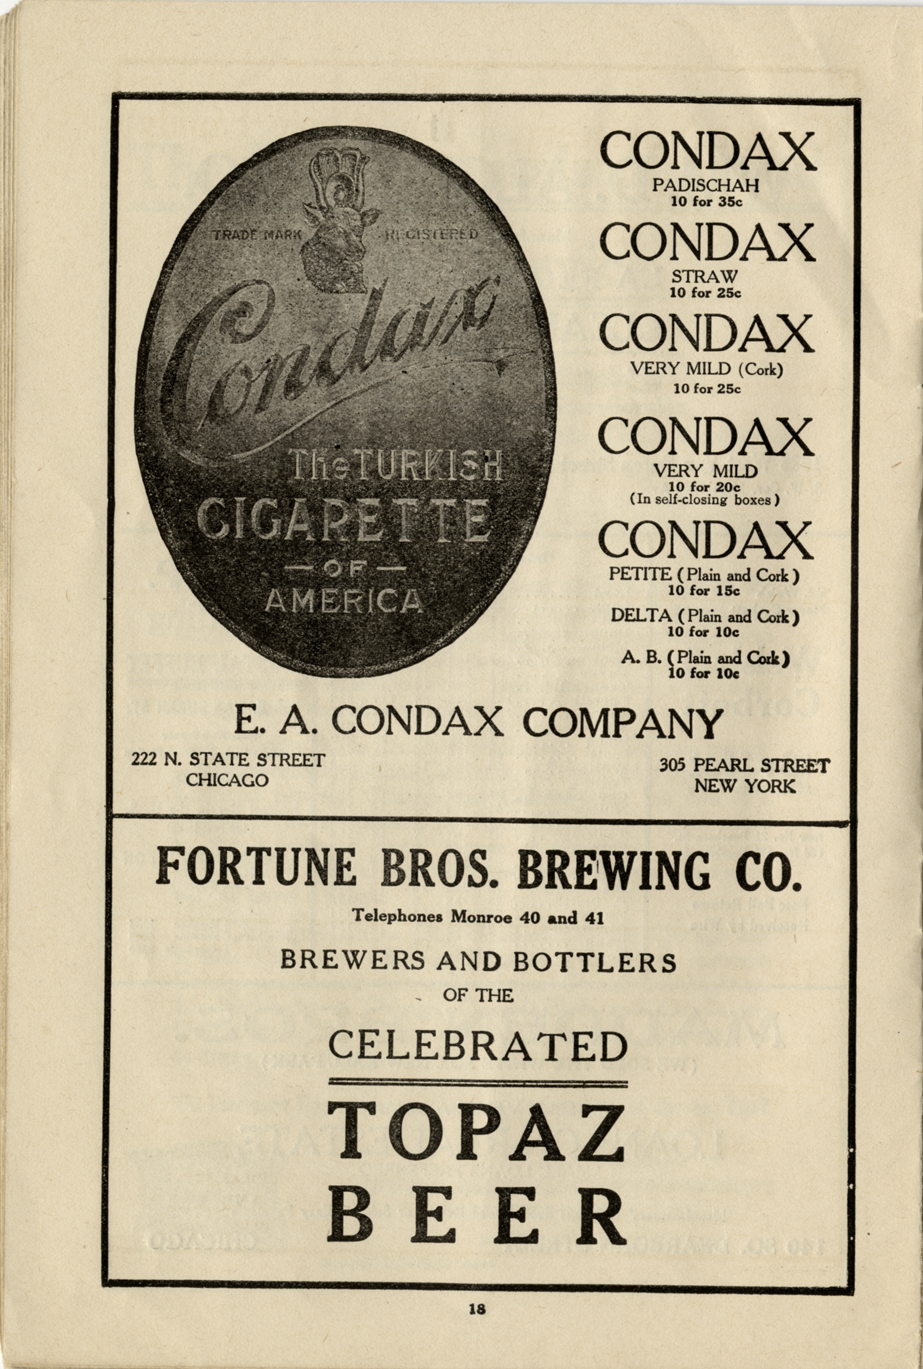 TRADE MARK REGISTERED
Condax
The TURKISH
CIGARETTE
— OF —
AMERICA
CONDAX
PADISCHAH
10 for 35c
CONDAX
STRAW
10 for 25c
CONDAX
VERY MILD (Cork)
10 for 25c
CONDAX
VERY MILD
10 for 20c
(In self-closing boxes)
CONDAX
PETITE (Plain and Cork)
10 for 15c
DELTA (Plain and Cork)
10 for 10c
A. B. (Plain and Cork)
10 for 10c
E. A. CONDAX COMPANY
222 N. STATE STREET
CHICAGO
305 PEARL STREET
NEW YORK
FORTUNE BROS. BREWING CO.
Telephones Monroe 40 and 41
BREWERS AND BOTTLERS
OF THE
CELEBRATED
TOPAZ
BEER
18